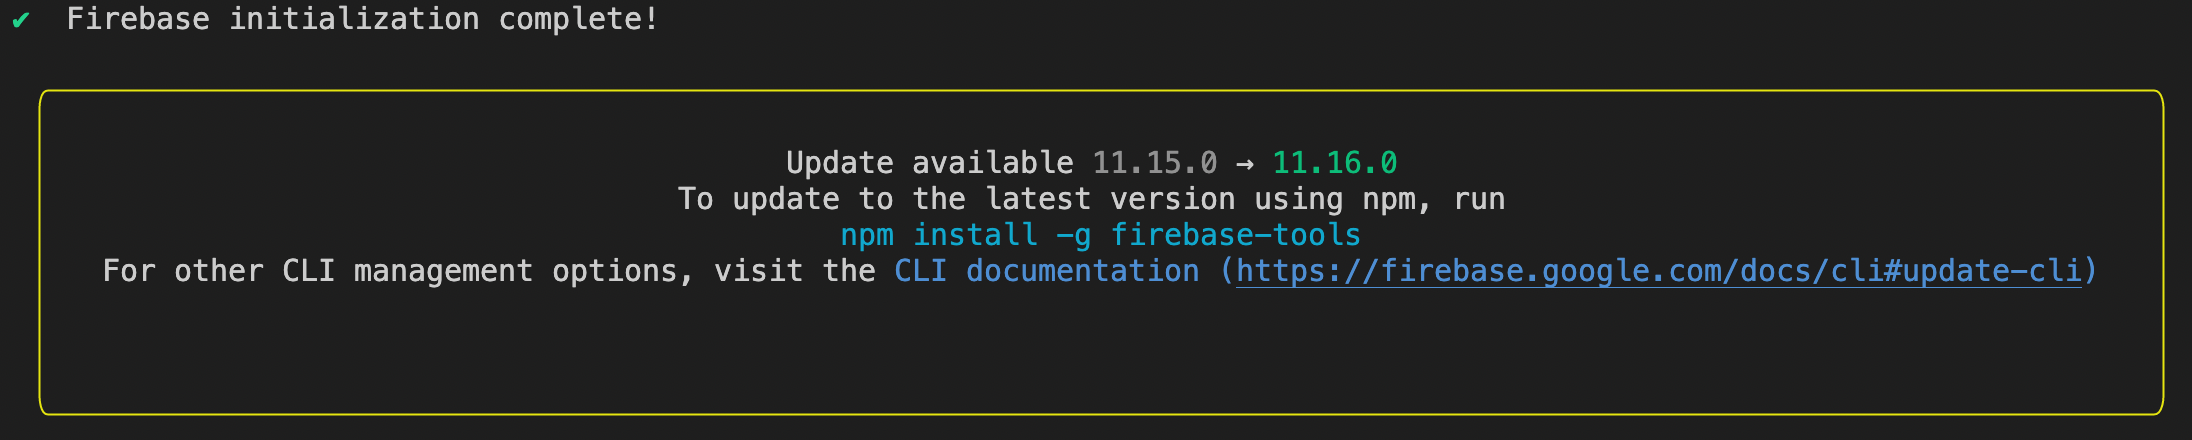 ✔ Firebase initialization complete!
Update available 11.15.0 → 11.16.0
To update to the latest version using npm, run
npm install -g firebase-tools
For other CLI management options, visit the CLI documentation (https://firebase.google.com/docs/cli#update-cli)